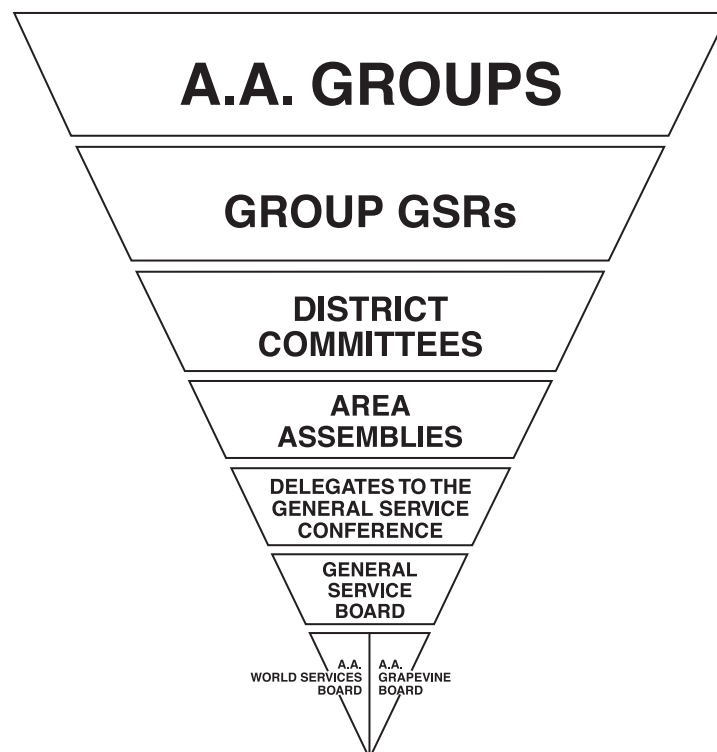 A.A. GROUPS
GROUP GSRs
DISTRICT
COMMITTEES
AREA
ASSEMBLIES
DELEGATES TO THE
GENERAL SERVICE
CONFERENCE
GENERAL
SERVICE
BOARD
A.A.
WORLD SERVICES
BOARD
A.A.
GRAPEVINE
BOARD